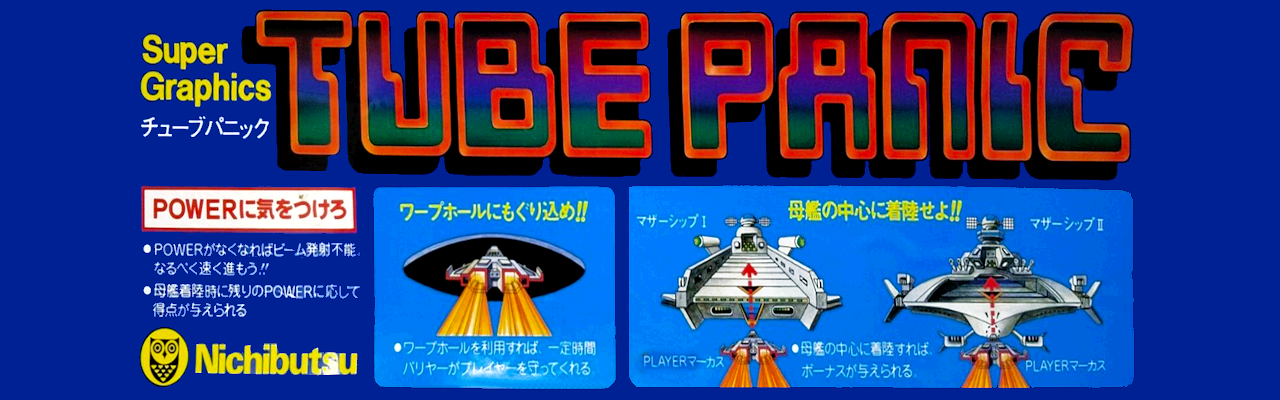 Super
Graphics
チューブパニック
TUBE PANIC
POWERに気をつけろ
●POWERがなくなればビーム発射不能。
なるべく速く進もう!!
●母艦着陸時に残りのPOWERに応じて
得点が与えられる
Nichibutsu
ワープホールにもぐり込め!!
●ワープホールを利用すれば、一定時間
バリヤーがプレイヤーを守ってくれる。
母艦の中心に着陸せよ!!
マザーシップI
マザーシップII
PLAYERマーカス
●母艦の中心に着陸すれば、
ボーナスが与えられる。
PLAYERマーカス